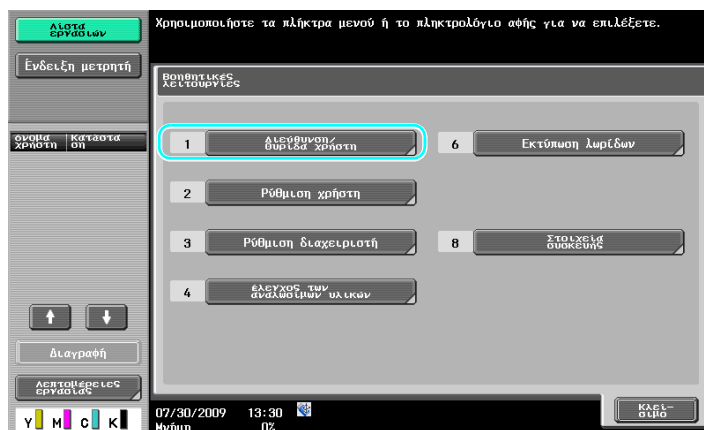 Λίστα
εργασιών
Χρησιμοποιήστε τα πλήκτρα μενού ή το πληκτρολόγιο αφής για να επιλέξετε.
Ένδειξη μετρητή
Βοηθητικές
λειτουργίες
όνομα
χρήστη
Κατάστα
ση
1 Διεύθυνση/
θυρίδα χρήστη
6 Εκτύπωση λωρίδων
2 Ρύθμιση χρήστη
3 Ρύθμιση διαχειριστή
8 Στοιχεία
συσκευής
4 έλεγχος των
αναλώσιμων υλικών
Διαγραφή
Λεπτομέρειες
εργασίας
Y M C K
07/30/2009 13:30
Μνήμη 0%
Κλεί-
σιμο